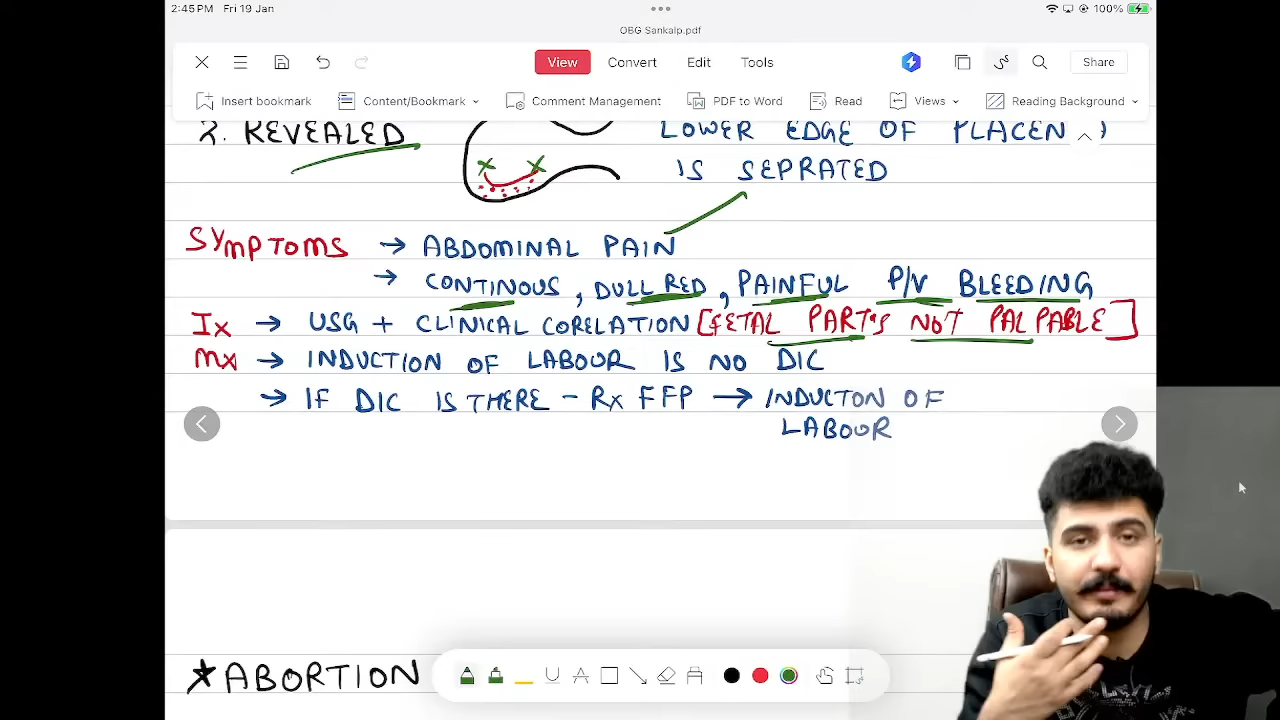 2:45 PM Fri 19 Jan
100%
OBG Sankalp.pdf
View Convert Edit Tools Share
Insert bookmark Content/Bookmark Comment Management PDF to Word Read Views Reading Background
2. REVEALED
LOWER EDGE OF PLACEN
IS SEPRATED
SYMPTOMS → ABDOMINAL PAIN
→ CONTINOUS, DULL RED, PAINFUL P/V BLEEDING
Ix → USG + CLINICAL CORELATION [FETAL PART's NOT PALPABLE]
Mx → INDUCTION OF LABOUR IS NO DIC
→ IF DIC IS THERE - Rx FFP → INDUCTON OF
LABOUR
★ ABORTION